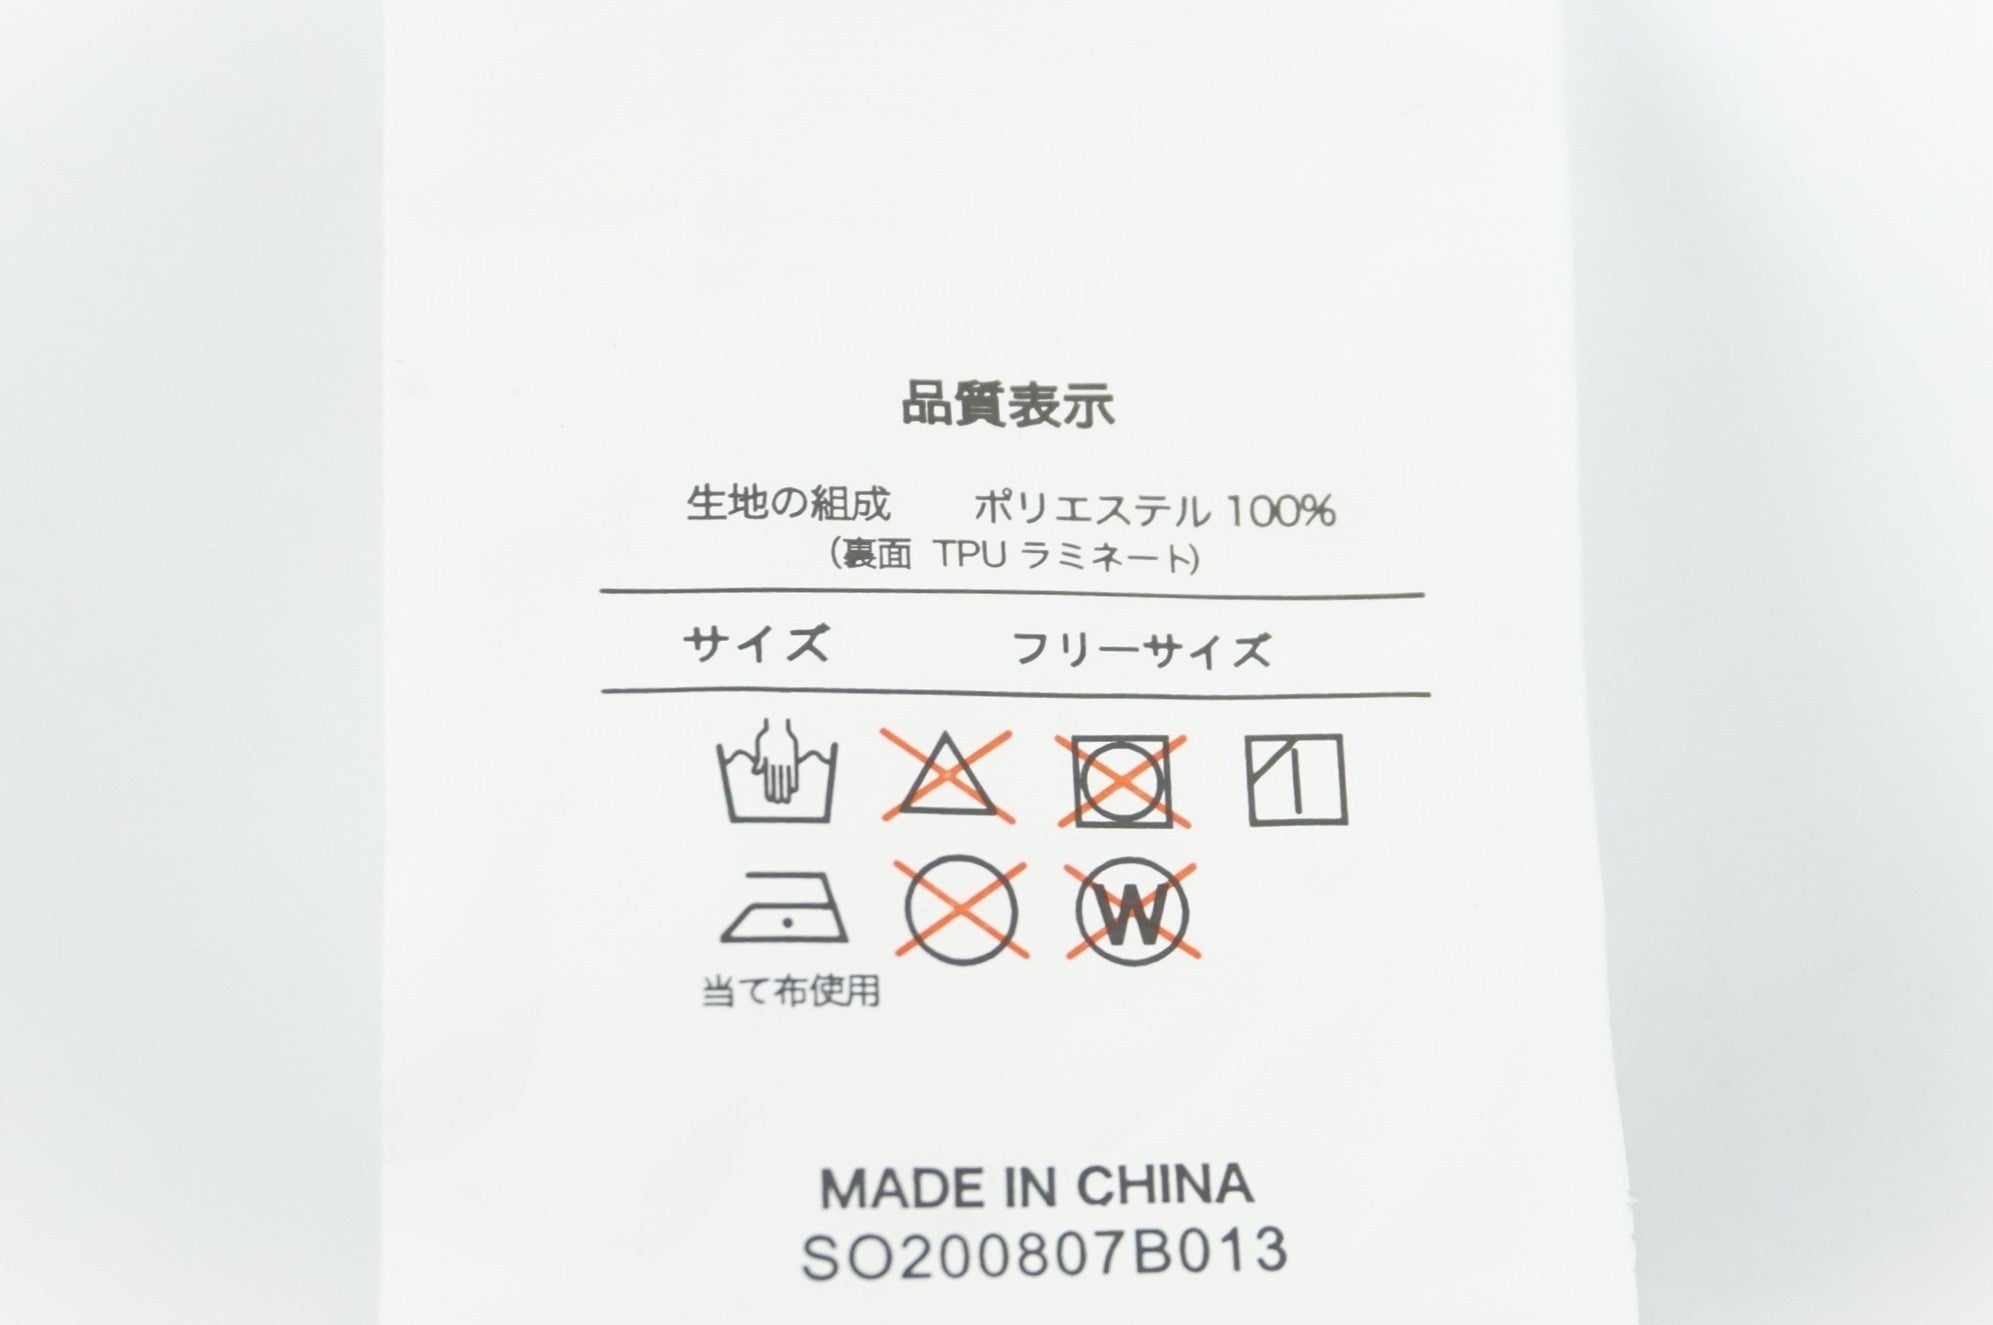 品質表示
生地の組成 ポリエステル 100%
(裏面 TPU ラミネート)
サイズ フリーサイズ
W
当て布使用
MADE IN CHINA
SO200807B013